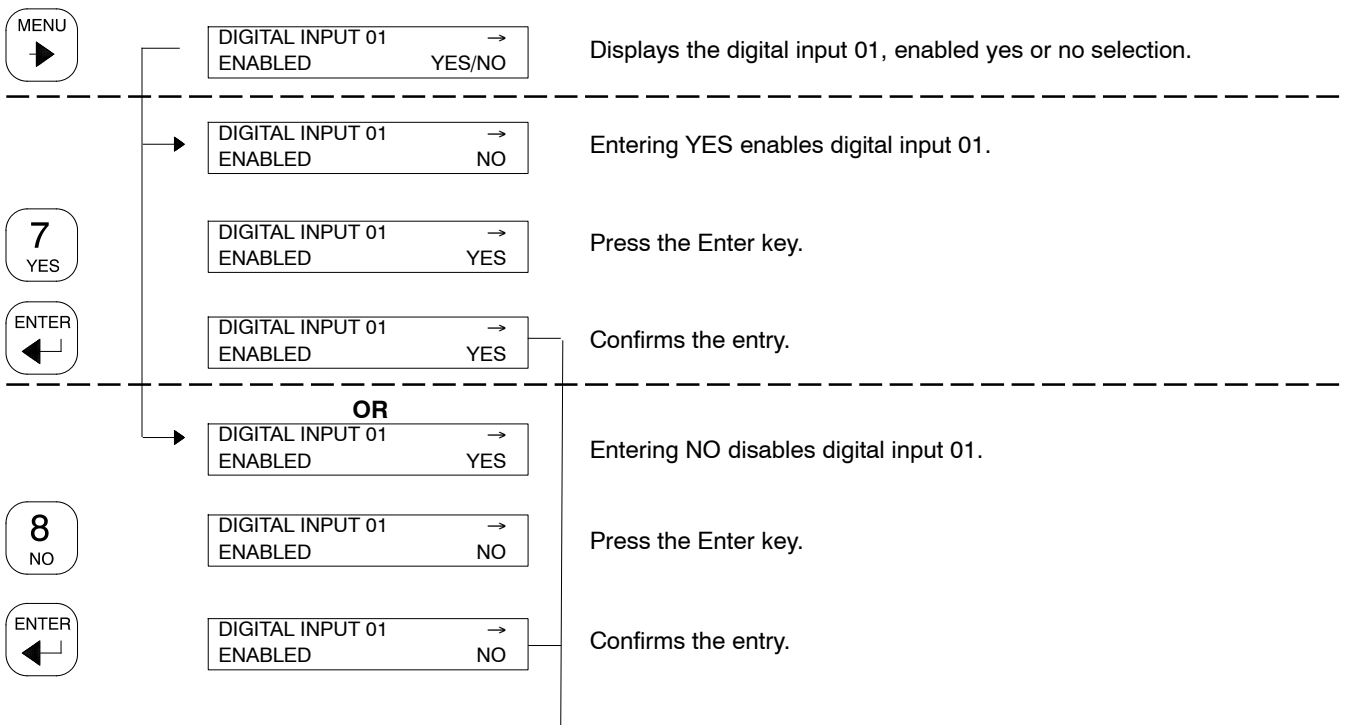 MENU
DIGITAL INPUT 01 →
ENABLED YES/NO
Displays the digital input 01, enabled yes or no selection.
DIGITAL INPUT 01 →
ENABLED NO
Entering YES enables digital input 01.
7
YES
DIGITAL INPUT 01 →
ENABLED YES
Press the Enter key.
ENTER
DIGITAL INPUT 01 →
ENABLED YES
Confirms the entry.
OR
DIGITAL INPUT 01 →
ENABLED YES
Entering NO disables digital input 01.
8
NO
DIGITAL INPUT 01 →
ENABLED NO
Press the Enter key.
ENTER
DIGITAL INPUT 01 →
ENABLED NO
Confirms the entry.